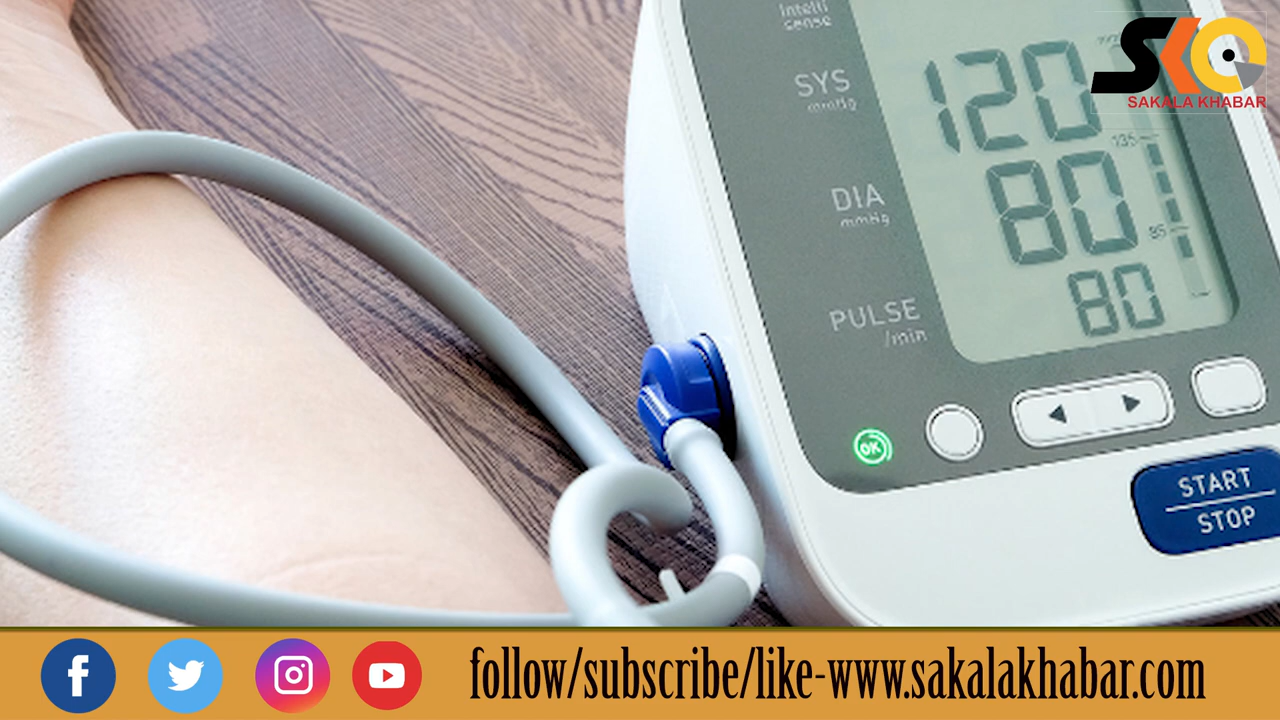 Intelli
sense
SYS
mmHg
120
DIA
mmHg
80
135
85
PULSE
/min
80
OK
START
STOP
SKQ
SAKALA KHABAR
follow/subscribe/like-www.sakalakhabar.com